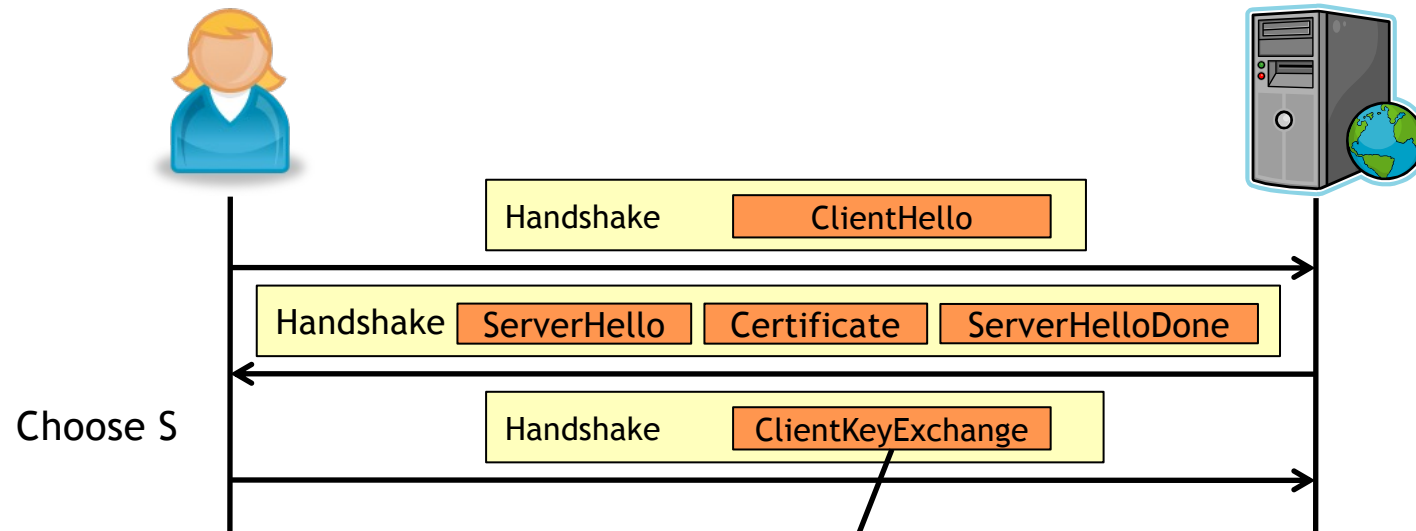 Handshake ClientHello
Handshake ServerHello Certificate ServerHelloDone
Choose S Handshake ClientKeyExchange